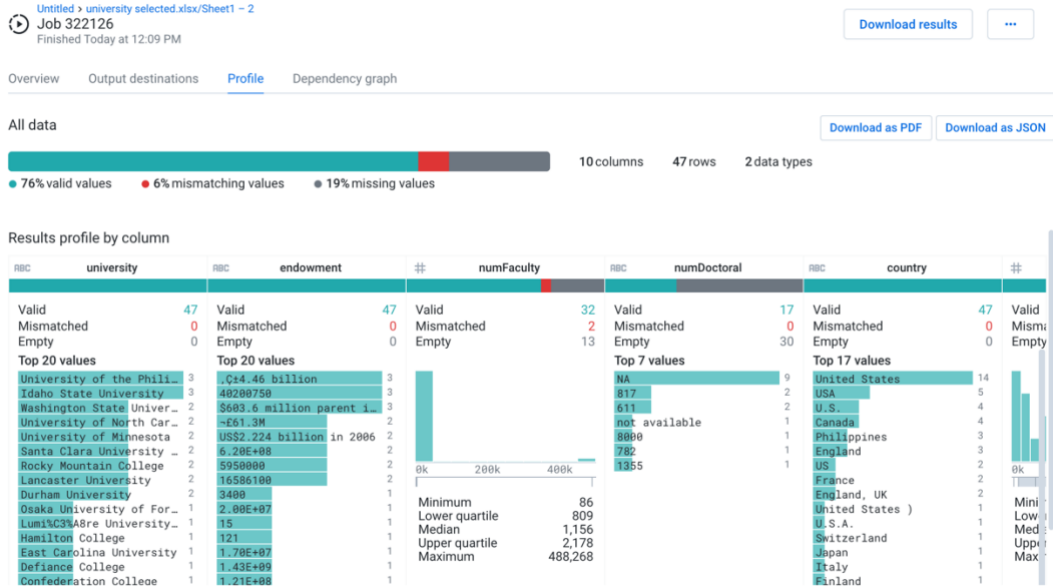 Untitled > university selected.xlsx/Sheet1 – 2
Job 322126
Finished Today at 12:09 PM
Download results
...
Overview
Output destinations
Profile
Dependency graph
All data
Download as PDF
Download as JSON
10 columns
47 rows
2 data types
76% valid values
6% mismatching values
19% missing values
Results profile by column
ABC
university
Valid 47
Mismatched 0
Empty 0
Top 20 values
University of the Phili… 3
Idaho State University 3
Washington State Univer… 2
University of North Car… 2
University of Minnesota 2
Santa Clara University … 2
Rocky Mountain College 2
Lancaster University 2
Durham University 2
Osaka University of For… 1
Lumi%C3%A8re University… 1
Hamilton College 1
East Carolina University 1
Defiance College 1
Confederation College 1
ABC
endowment
Valid 47
Mismatched 0
Empty 0
Top 20 values
‚Ç±4.46 billion 3
40200750 3
$603.6 million parent i… 3
¬£61.3M 2
US$2.224 billion in 2006 2
6.20E+08 2
5950000 2
16586100 2
3400 1
2.00E+07 1
15 1
121 1
1.70E+07 1
1.43E+09 1
1.21E+08 1
#
numFaculty
Valid 32
Mismatched 2
Empty 13
0k 200k 400k
Minimum 86
Lower quartile 809
Median 1,156
Upper quartile 2,178
Maximum 488,268
ABC
numDoctoral
Valid 17
Mismatched 0
Empty 30
Top 7 values
NA 9
817 2
611 2
not available 1
8000 1
782 1
1355 1
ABC
country
Valid 47
Mismatched 0
Empty 0
Top 17 values
United States 14
USA 5
U.S. 4
Canada 4
Philippines 3
England 3
US 2
France 2
England, UK 2
United States ) 1
U.S.A. 1
Switzerland 1
Japan 1
Italy 1
Finland 1
#
Valid
Misma
Empty
0k
Mini
Low
Med
Uppe
Max